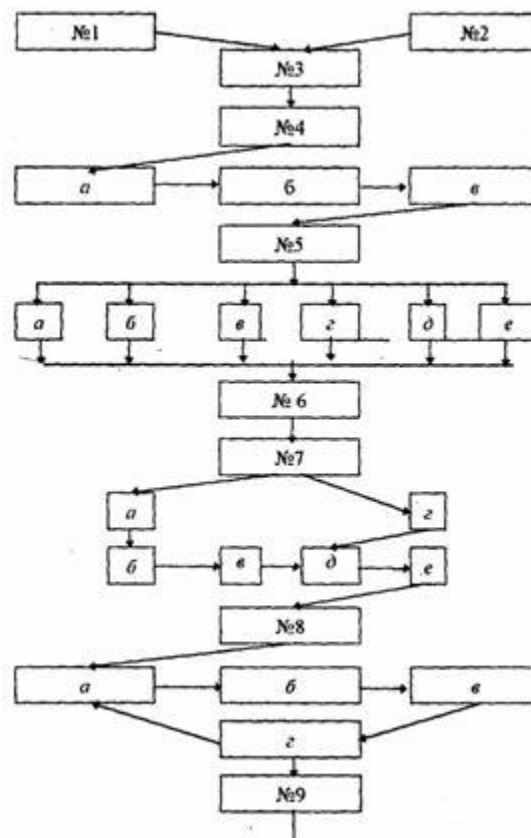 №1 №2
№3
№4
а б в
№5
а б в г д е
№ 6
№7
а г
б в д е
№8
а б в
г
№9